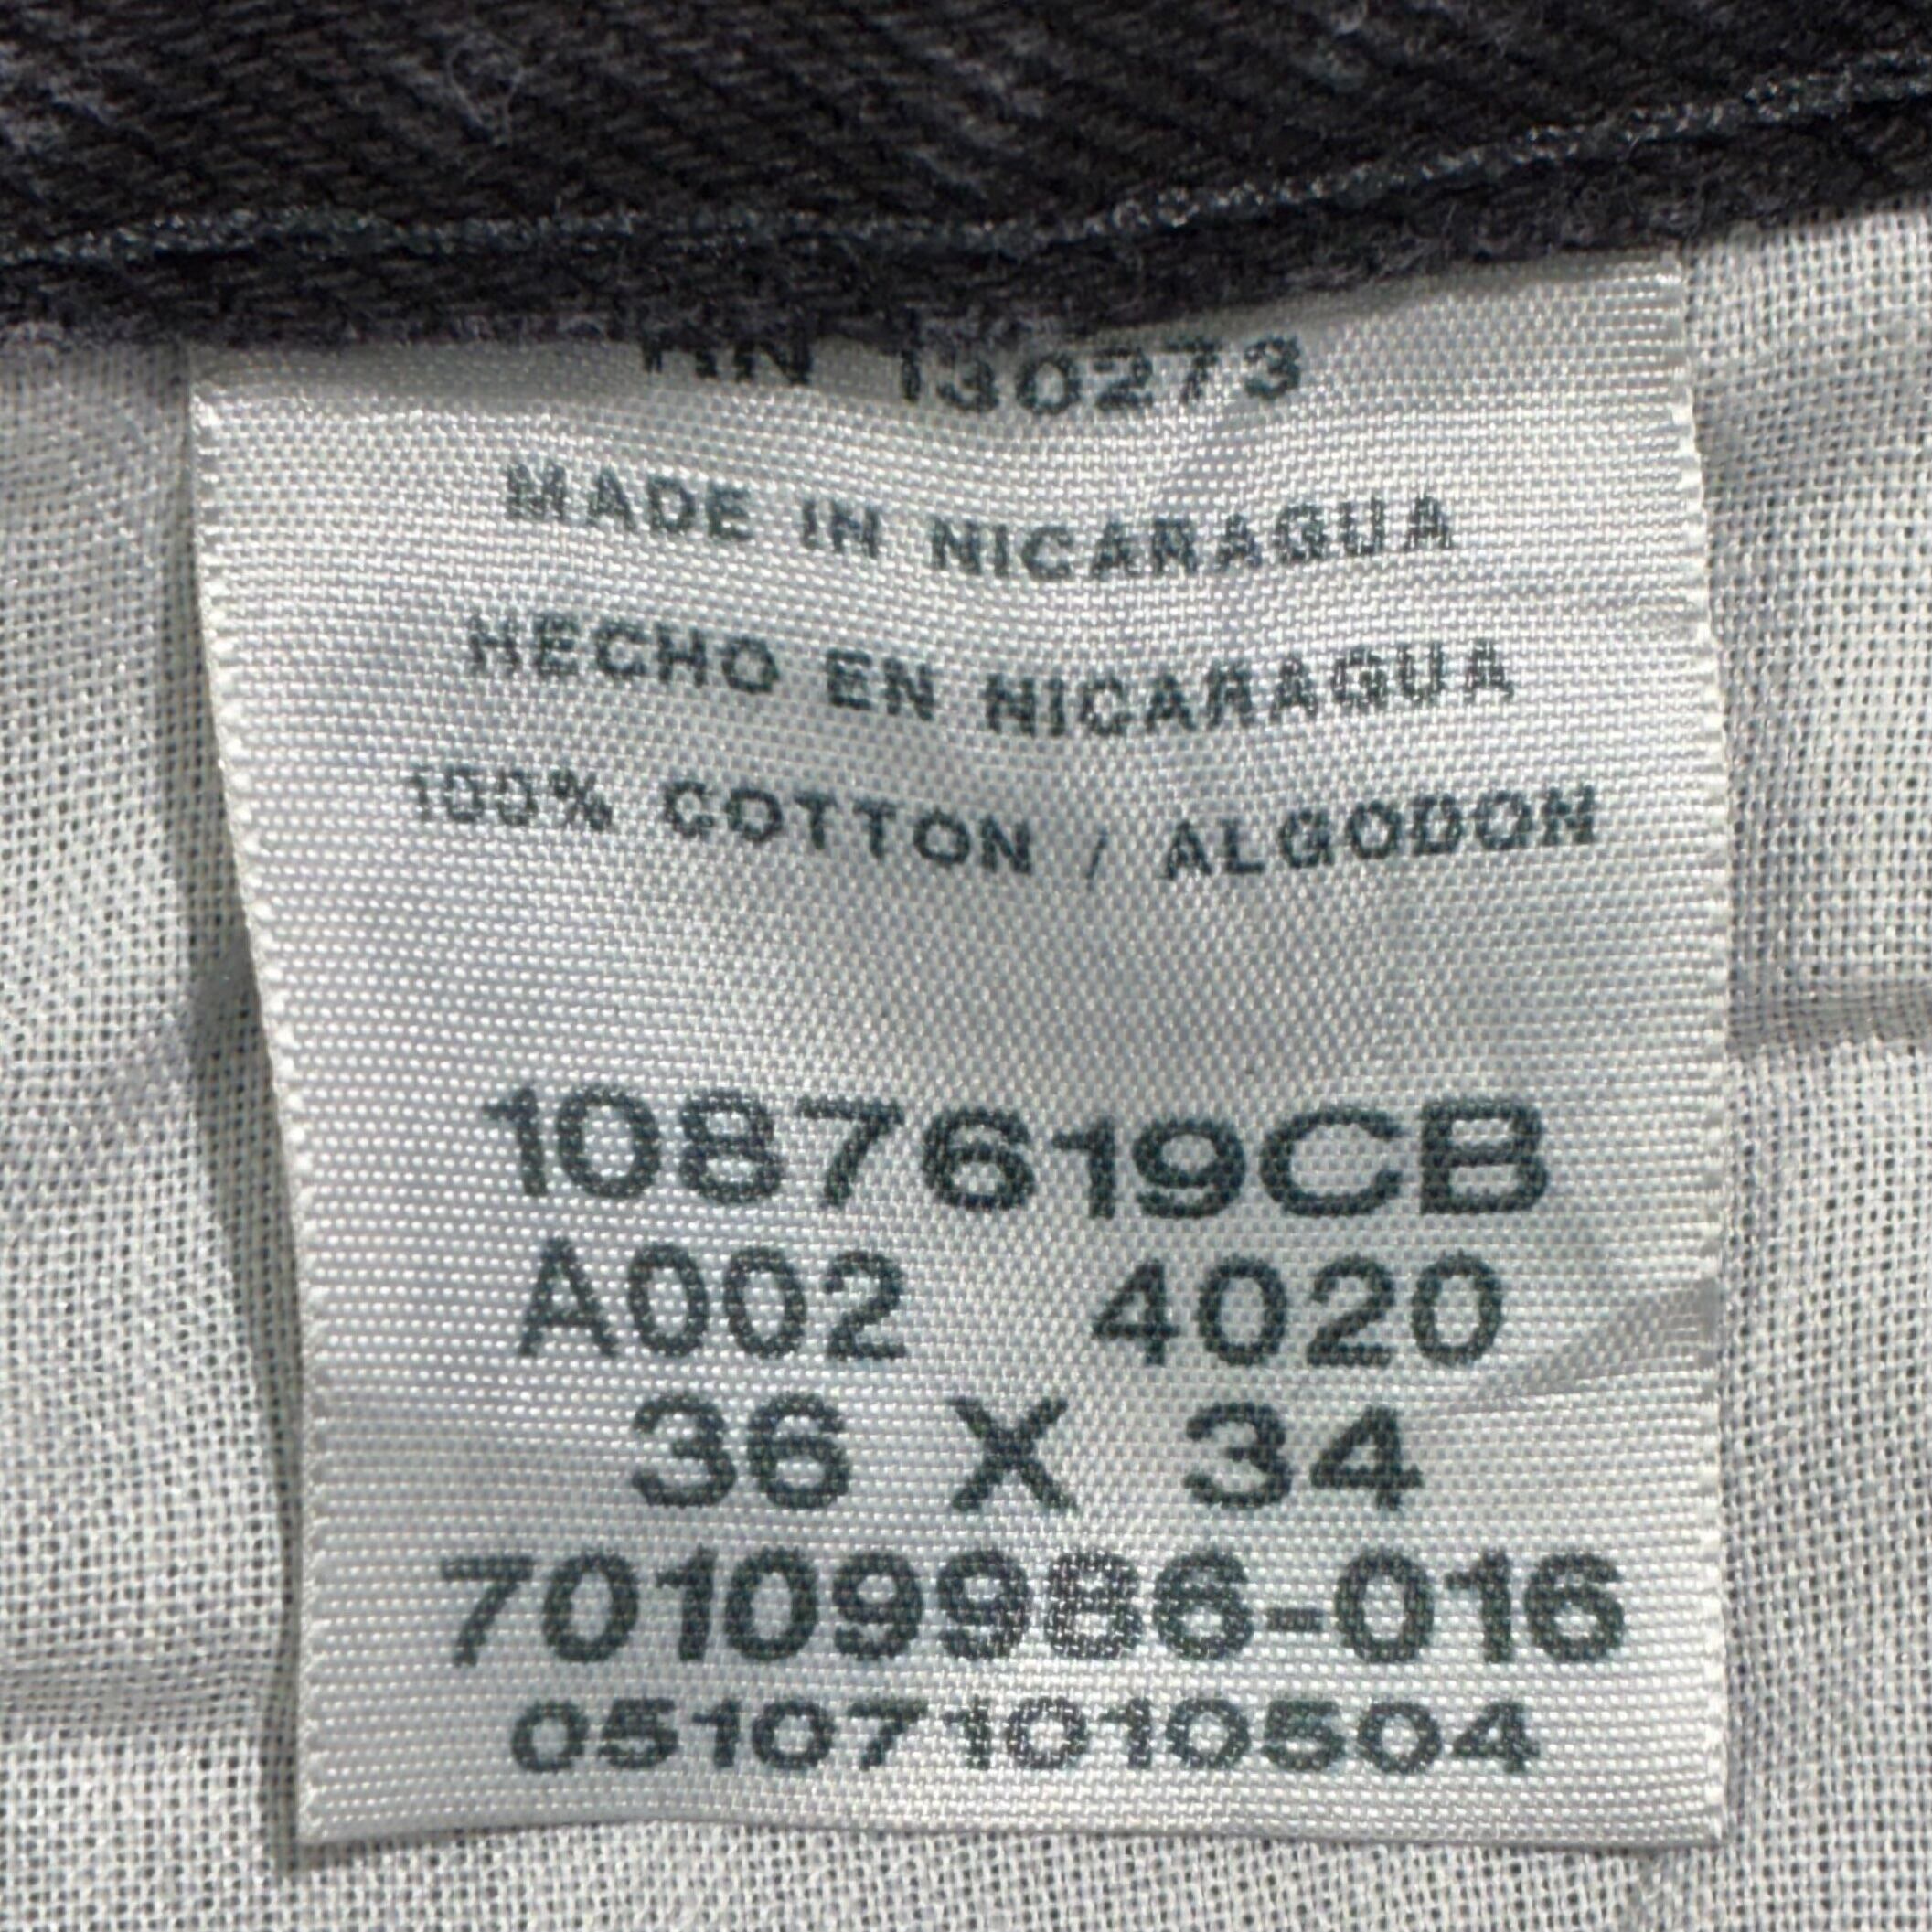 RN 130273
MADE IN NICARAGUA
HECHO EN NICARAGUA
100% COTTON / ALGODON
1087619CB
A002 4020
36 X 34
70109986-016
051071010504